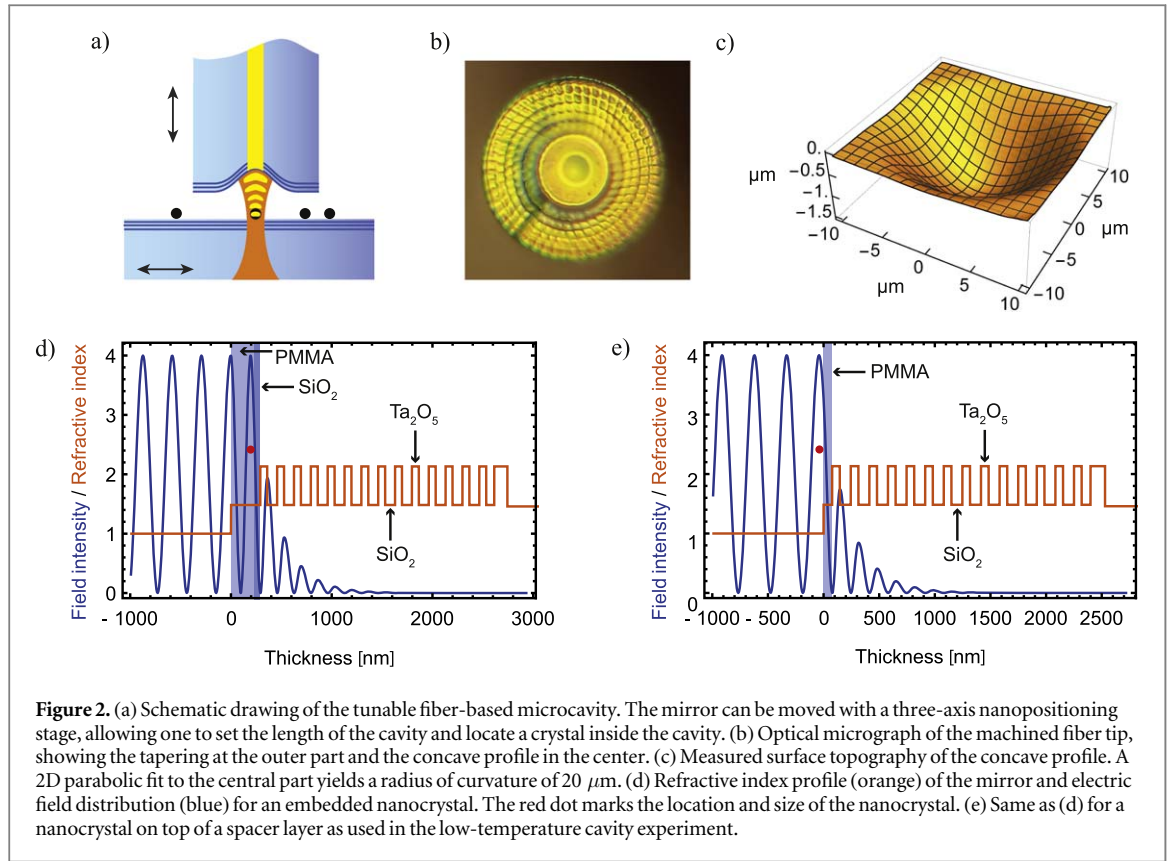 a)
b)
c)
0.
-0.5
-1.
-1.5
μm
-10
-5
0
5
10
μm
10
5
0
-5
-10
μm
d)
Field intensity / Refractive index
4
3
2
1
0
PMMA
SiO2
Ta2O5
SiO2
- 1000
0
1000
2000
3000
Thickness [nm]
e)
Field intensity / Refractive index
4
3
2
1
0
PMMA
Ta2O5
SiO2
- 1000
- 500
0
500
1000
1500
2000
2500
Thickness [nm]
Figure 2. (a) Schematic drawing of the tunable fiber-based microcavity. The mirror can be moved with a three-axis nanopositioning
stage, allowing one to set the length of the cavity and locate a crystal inside the cavity. (b) Optical micrograph of the machined fiber tip,
showing the tapering at the outer part and the concave profile in the center. (c) Measured surface topography of the concave profile. A
2D parabolic fit to the central part yields a radius of curvature of 20 μm. (d) Refractive index profile (orange) of the mirror and electric
field distribution (blue) for an embedded nanocrystal. The red dot marks the location and size of the nanocrystal. (e) Same as (d) for a
nanocrystal on top of a spacer layer as used in the low-temperature cavity experiment.